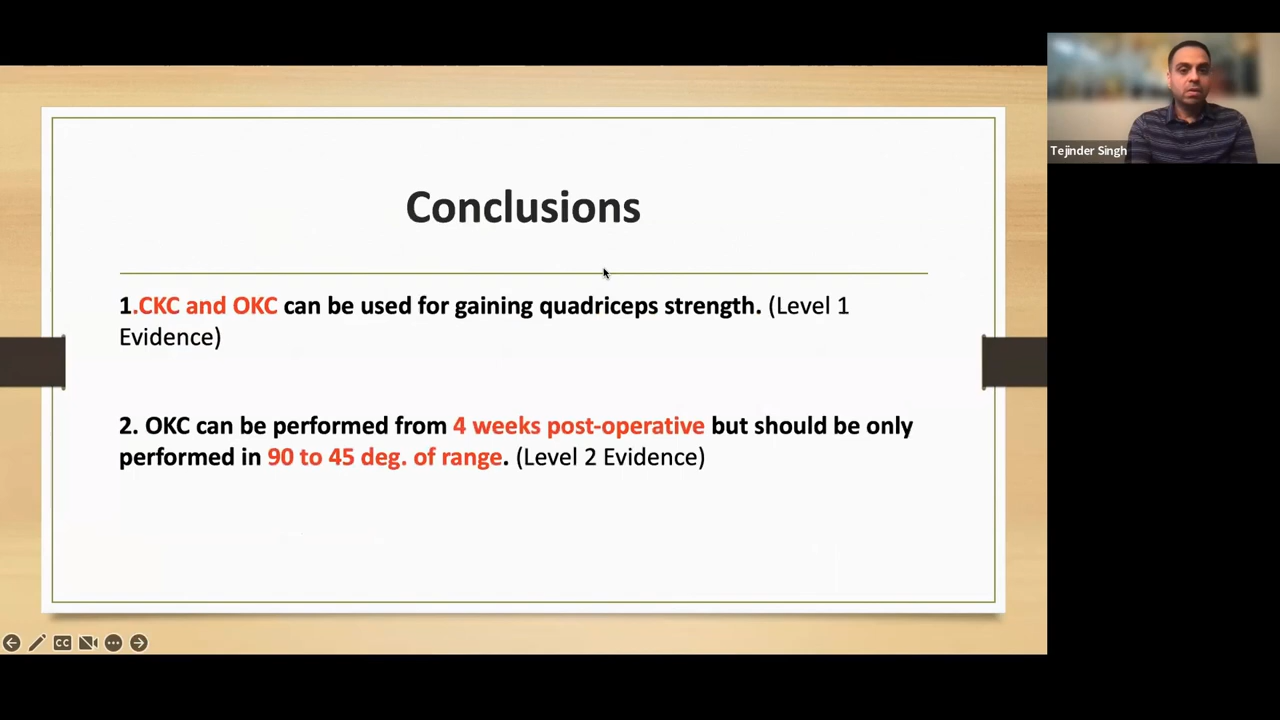 Conclusions
1.CKC and OKC can be used for gaining quadriceps strength. (Level 1
Evidence)
2. OKC can be performed from 4 weeks post-operative but should be only
performed in 90 to 45 deg. of range. (Level 2 Evidence)
Tejinder Singh
CC